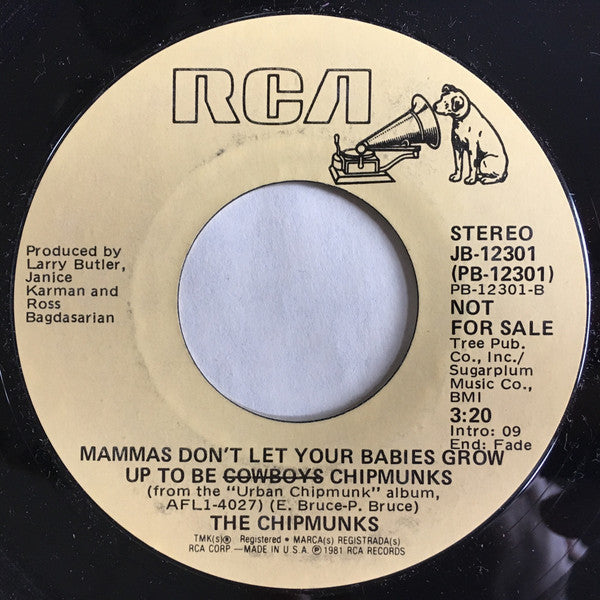 RCA
Produced by
Larry Butler,
Janice
Karman and
Ross
Bagdasarian
STEREO
JB-12301
(PB-12301)
PB-12301-B
NOT
FOR SALE
Tree Pub.
Co., Inc./
Sugarplum
Music Co.,
BMI
3:20
Intro: 09
End: Fade
MAMMAS DON'T LET YOUR BABIES GROW
UP TO BE COWBOYS CHIPMUNKS
(from the "Urban Chipmunk" album,
AFL1-4027) (E. Bruce-P. Bruce)
THE CHIPMUNKS
TMK(s)® Registered • MARCA(s) REGISTRADA(s)
RCA CORP —MADE IN U.S.A. ℗1981 RCA RECORDS